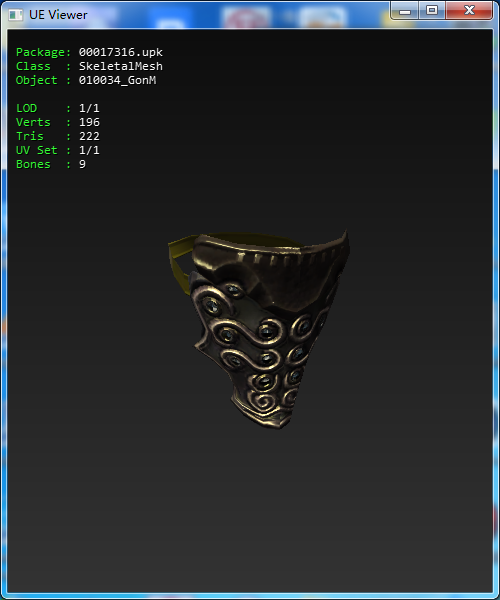 UE Viewer
Package: 00017316.upk
Class : SkeletalMesh
Object : 010034_GonM
LOD : 1/1
Verts : 196
Tris : 222
UV Set : 1/1
Bones : 9